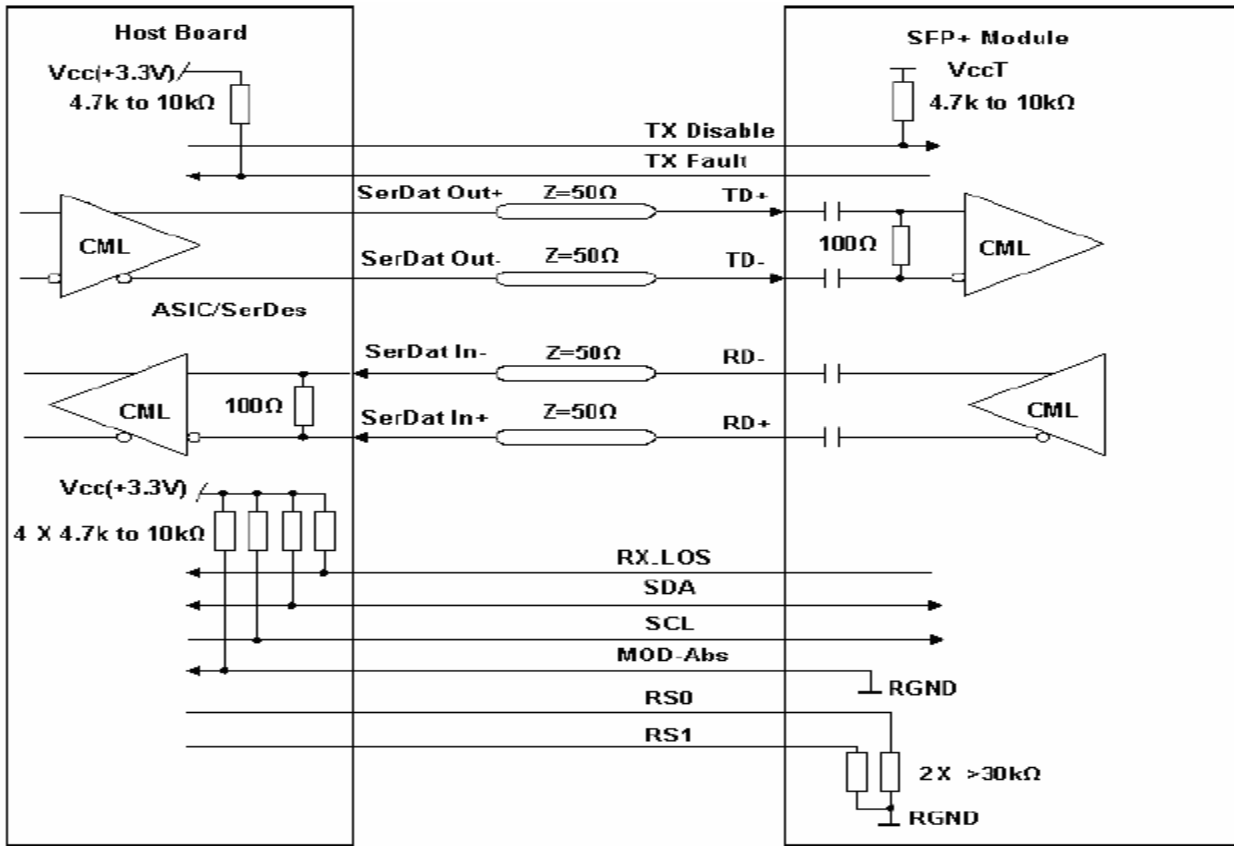 Host Board
SFP+ Module
Vcc(+3.3V)
VccT
4.7k to 10kΩ
4.7k to 10kΩ
TX Disable
TX Fault
SerDat Out+
Z=50Ω
TD+
CML
100Ω
CML
SerDat Out-
Z=50Ω
TD-
ASIC/SerDes
SerDat In-
Z=50Ω
RD-
CML
100Ω
CML
SerDat In+
Z=50Ω
RD+
Vcc(+3.3V)
4 X 4.7k to 10kΩ
RX_LOS
SDA
SCL
MOD-Abs
RGND
RS0
RS1
2X >30kΩ
RGND